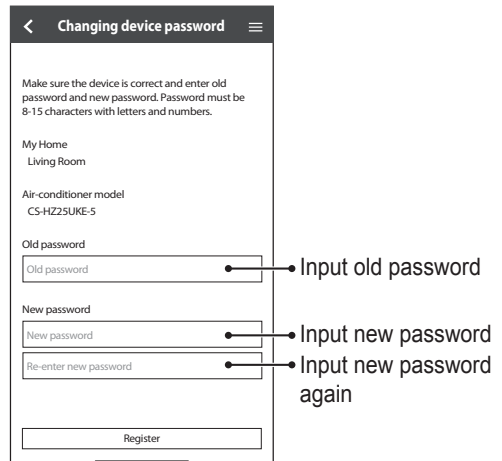 Changing device password
Make sure the device is correct and enter old
password and new password. Password must be
8-15 characters with letters and numbers.
My Home
Living Room
Air-conditioner model
CS-HZ25UKE-5
Old password
Old password
Input old password
New password
New password
Input new password
Re-enter new password
Input new password
again
Register